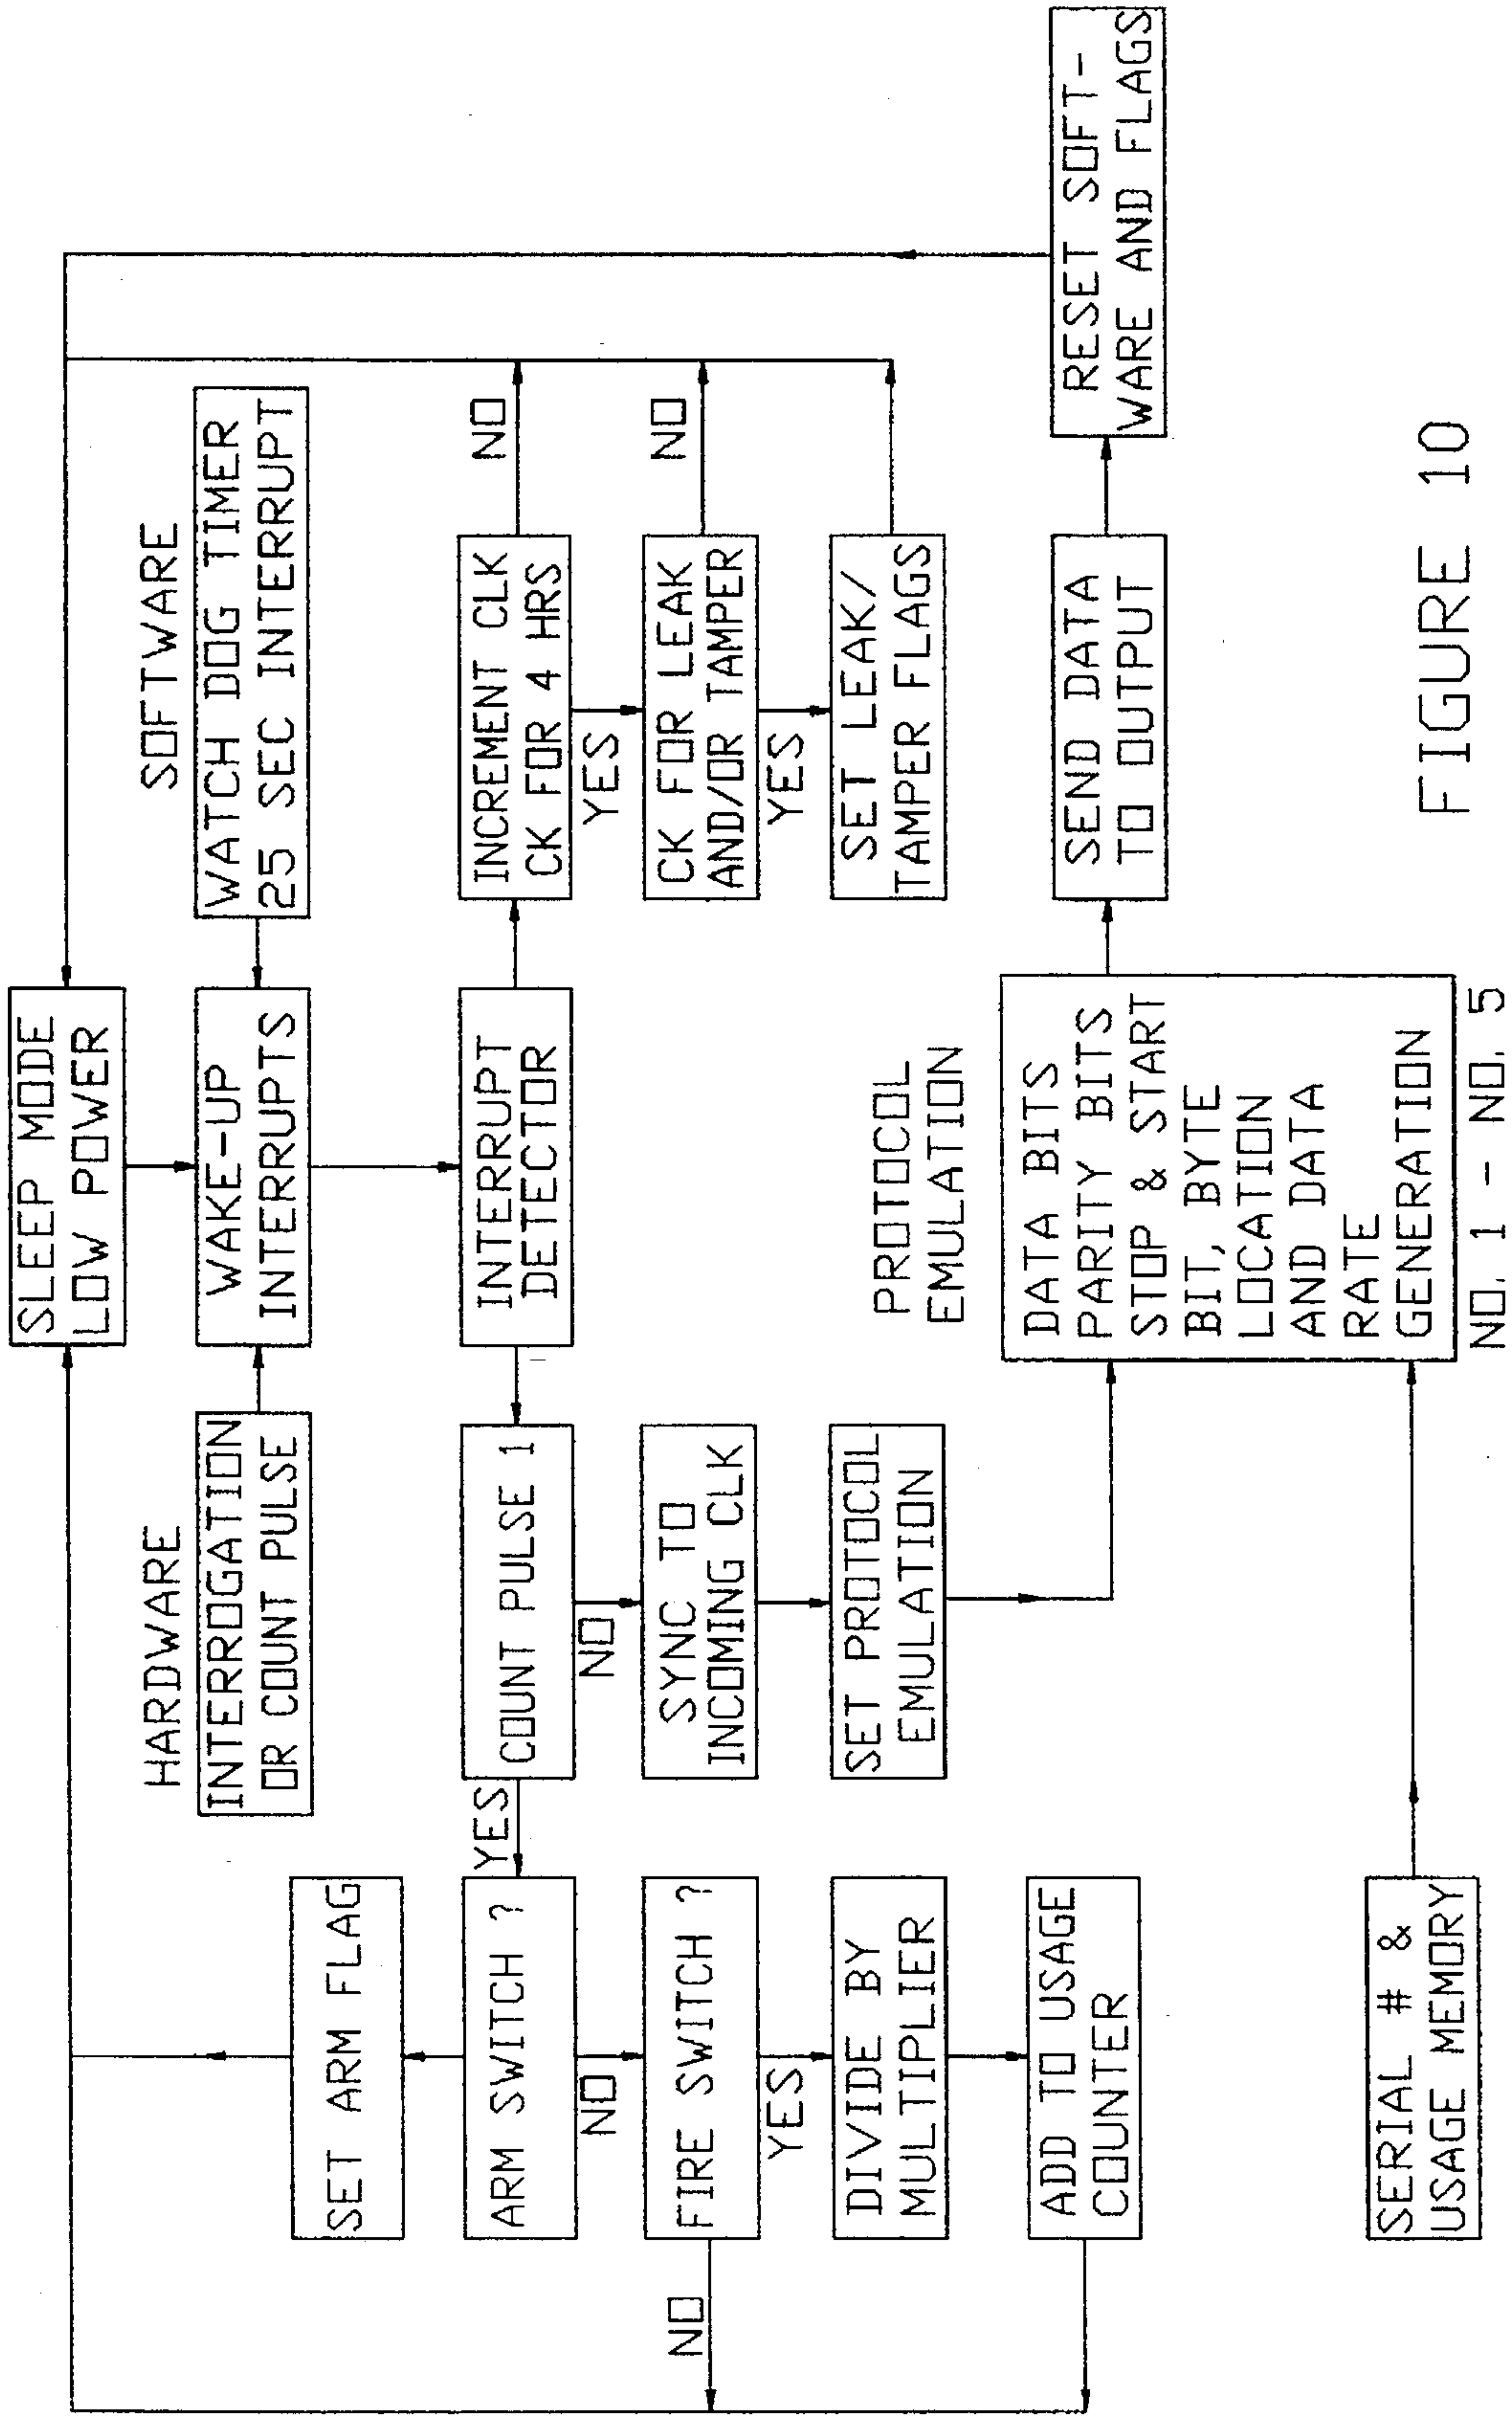 SLEEP MODE
LOW POWER
HARDWARE
INTERROGATION
OR COUNT PULSE
WAKE-UP
INTERRUPTS
SOFTWARE
WATCH DOG TIMER
25 SEC INTERRUPT
SET ARM FLAG
ARM SWITCH ?
YES
COUNT PULSE 1
INTERRUPT
DETECTOR
INCREMENT CLK
CK FOR 4 HRS
NO
NO
NO
YES
NO
FIRE SWITCH ?
SYNC TO
INCOMING CLK
CK FOR LEAK
AND/OR TAMPER
NO
YES
YES
DIVIDE BY
MULTIPLIER
SET PROTOCOL
EMULATION
SET LEAK/
TAMPER FLAGS
PROTOCOL
EMULATION
ADD TO USAGE
COUNTER
DATA BITS
PARITY BITS
STOP & START
BIT, BYTE
LOCATION
AND DATA
RATE
GENERATION
NO. 1 - NO. 5
SEND DATA
TO OUTPUT
RESET SOFT-
WARE AND FLAGS
SERIAL # &
USAGE MEMORY
FIGURE 10